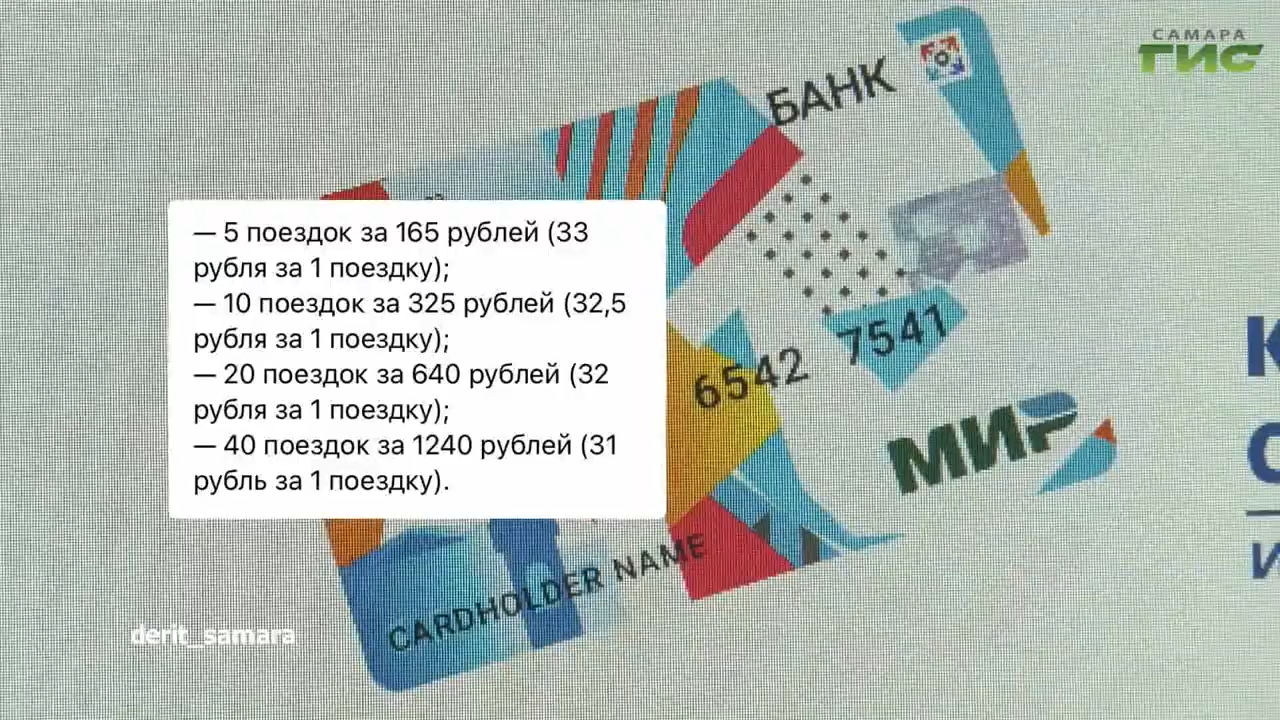 САМАРА
ГИС
БАНК
— 5 поездок за 165 рублей (33
рубля за 1 поездку);
— 10 поездок за 325 рублей (32,5
рубля за 1 поездку);
— 20 поездок за 640 рублей (32
рубля за 1 поездку);
— 40 поездок за 1240 рублей (31
рубль за 1 поездку).
6542 7541
МИР
CARDHOLDER NAME
derit_samara